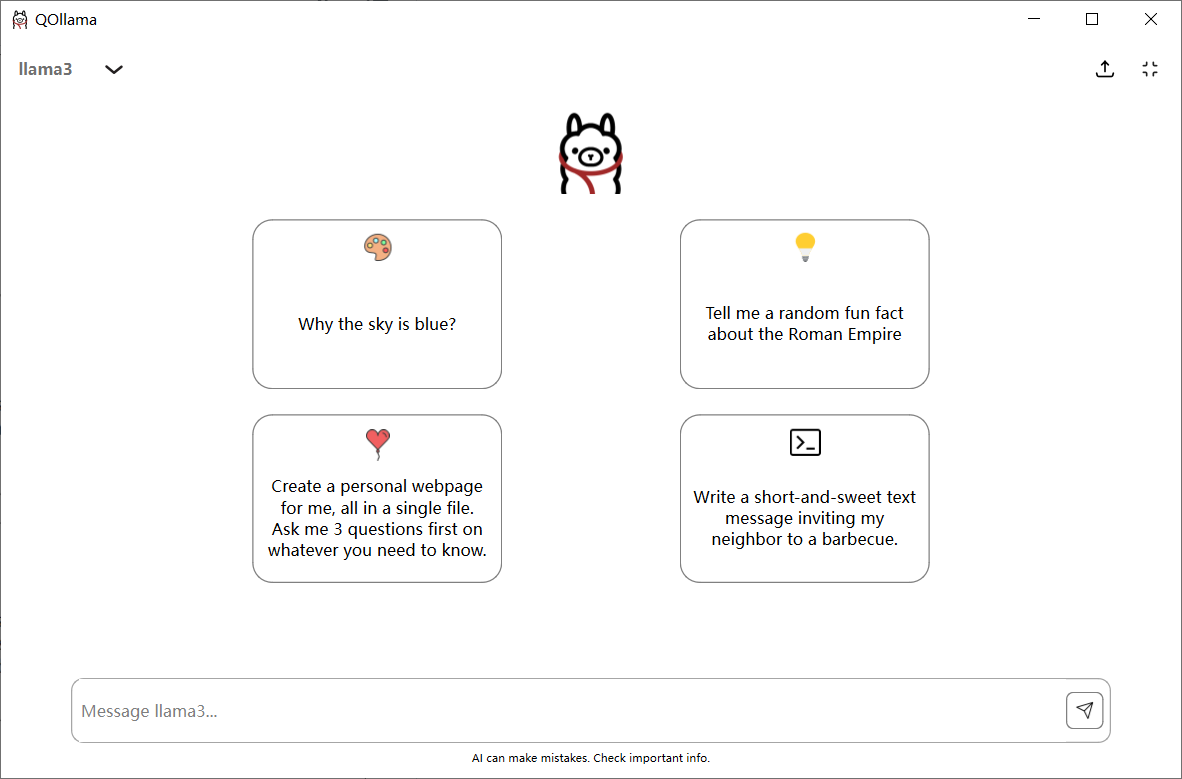 QOllama
llama3
Why the sky is blue?
Tell me a random fun fact
about the Roman Empire
Create a personal webpage
for me, all in a single file.
Ask me 3 questions first on
whatever you need to know.
Write a short-and-sweet text
message inviting my
neighbor to a barbecue.
Message llama3...
AI can make mistakes. Check important info.